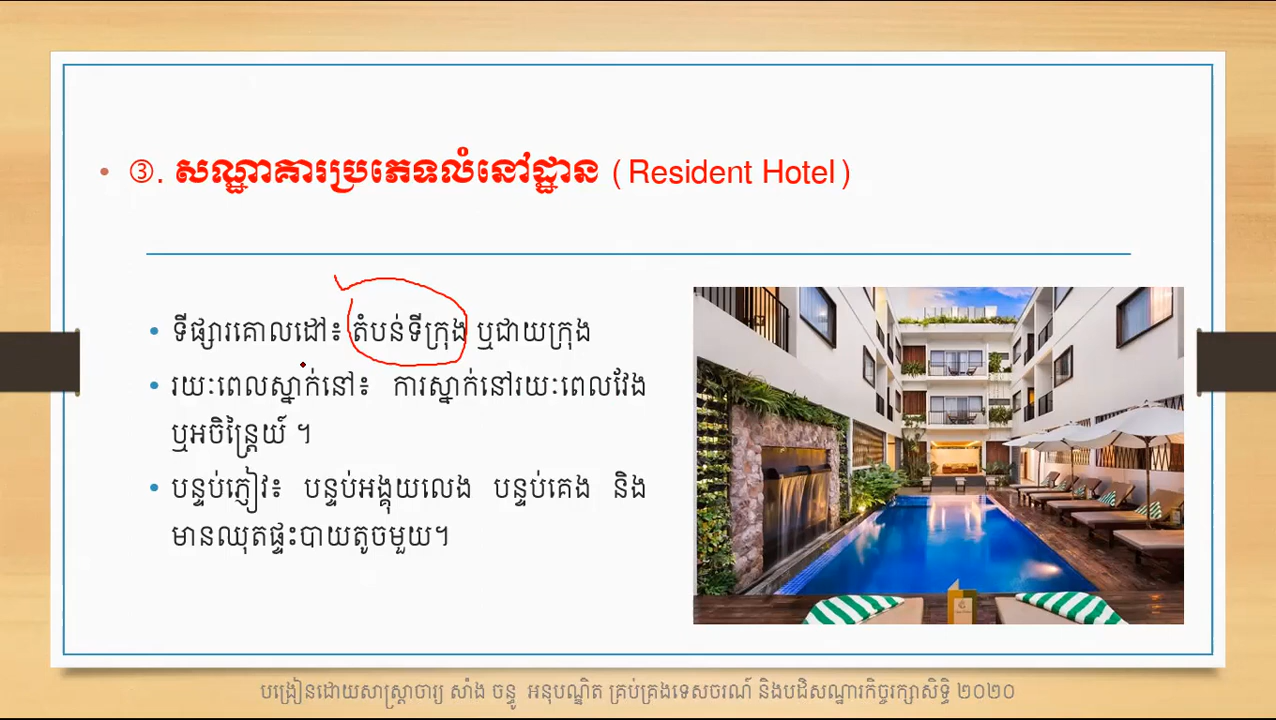 ③. សណ្ឋាគារប្រភេទលំនៅដ្ឋាន (Resident Hotel)
ទីផ្សារគោលដៅ៖ តំបន់ទីក្រុង ឬជាយក្រុង
រយៈពេលស្នាក់នៅ៖ ការស្នាក់នៅរយៈពេលវែង
ឬអចិន្ត្រៃយ៍ ។
បន្ទប់ភ្ញៀវ៖ បន្ទប់អង្គុយលេង បន្ទប់គេង និង
មានឈុតផ្ទះបាយតូចមួយ។
បង្រៀនដោយសាស្ត្រាចារ្យ សាំង ចន្ធូ អនុបណ្ឌិត គ្រប់គ្រងទេសចរណ៍ និងបដិសណ្ឋារកិច្ចរក្សាសិទ្ធិ ២០២០